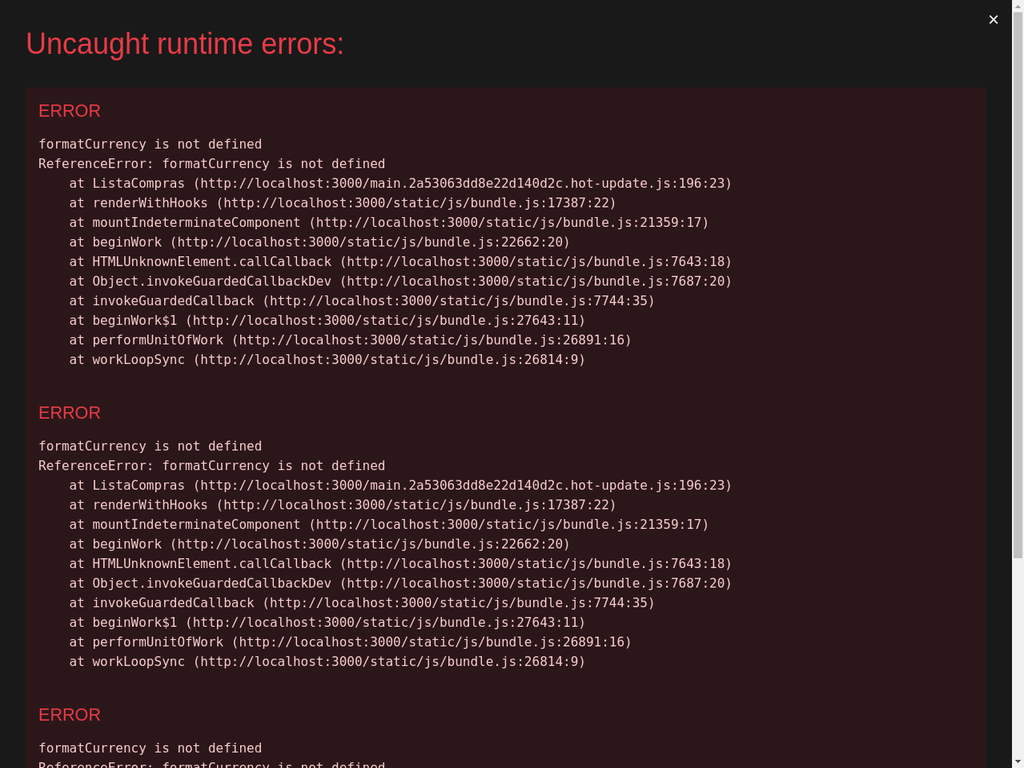 ×
Uncaught runtime errors:
ERROR
formatCurrency is not defined
ReferenceError: formatCurrency is not defined
    at ListaCompras (http://localhost:3000/main.2a53063dd8e22d140d2c.hot-update.js:196:23)
    at renderWithHooks (http://localhost:3000/static/js/bundle.js:17387:22)
    at mountIndeterminateComponent (http://localhost:3000/static/js/bundle.js:21359:17)
    at beginWork (http://localhost:3000/static/js/bundle.js:22662:20)
    at HTMLUnknownElement.callCallback (http://localhost:3000/static/js/bundle.js:7643:18)
    at Object.invokeGuardedCallbackDev (http://localhost:3000/static/js/bundle.js:7687:20)
    at invokeGuardedCallback (http://localhost:3000/static/js/bundle.js:7744:35)
    at beginWork$1 (http://localhost:3000/static/js/bundle.js:27643:11)
    at performUnitOfWork (http://localhost:3000/static/js/bundle.js:26891:16)
    at workLoopSync (http://localhost:3000/static/js/bundle.js:26814:9)
ERROR
formatCurrency is not defined
ReferenceError: formatCurrency is not defined
    at ListaCompras (http://localhost:3000/main.2a53063dd8e22d140d2c.hot-update.js:196:23)
    at renderWithHooks (http://localhost:3000/static/js/bundle.js:17387:22)
    at mountIndeterminateComponent (http://localhost:3000/static/js/bundle.js:21359:17)
    at beginWork (http://localhost:3000/static/js/bundle.js:22662:20)
    at HTMLUnknownElement.callCallback (http://localhost:3000/static/js/bundle.js:7643:18)
    at Object.invokeGuardedCallbackDev (http://localhost:3000/static/js/bundle.js:7687:20)
    at invokeGuardedCallback (http://localhost:3000/static/js/bundle.js:7744:35)
    at beginWork$1 (http://localhost:3000/static/js/bundle.js:27643:11)
    at performUnitOfWork (http://localhost:3000/static/js/bundle.js:26891:16)
    at workLoopSync (http://localhost:3000/static/js/bundle.js:26814:9)
ERROR
formatCurrency is not defined
ReferenceError: formatCurrency is not defined